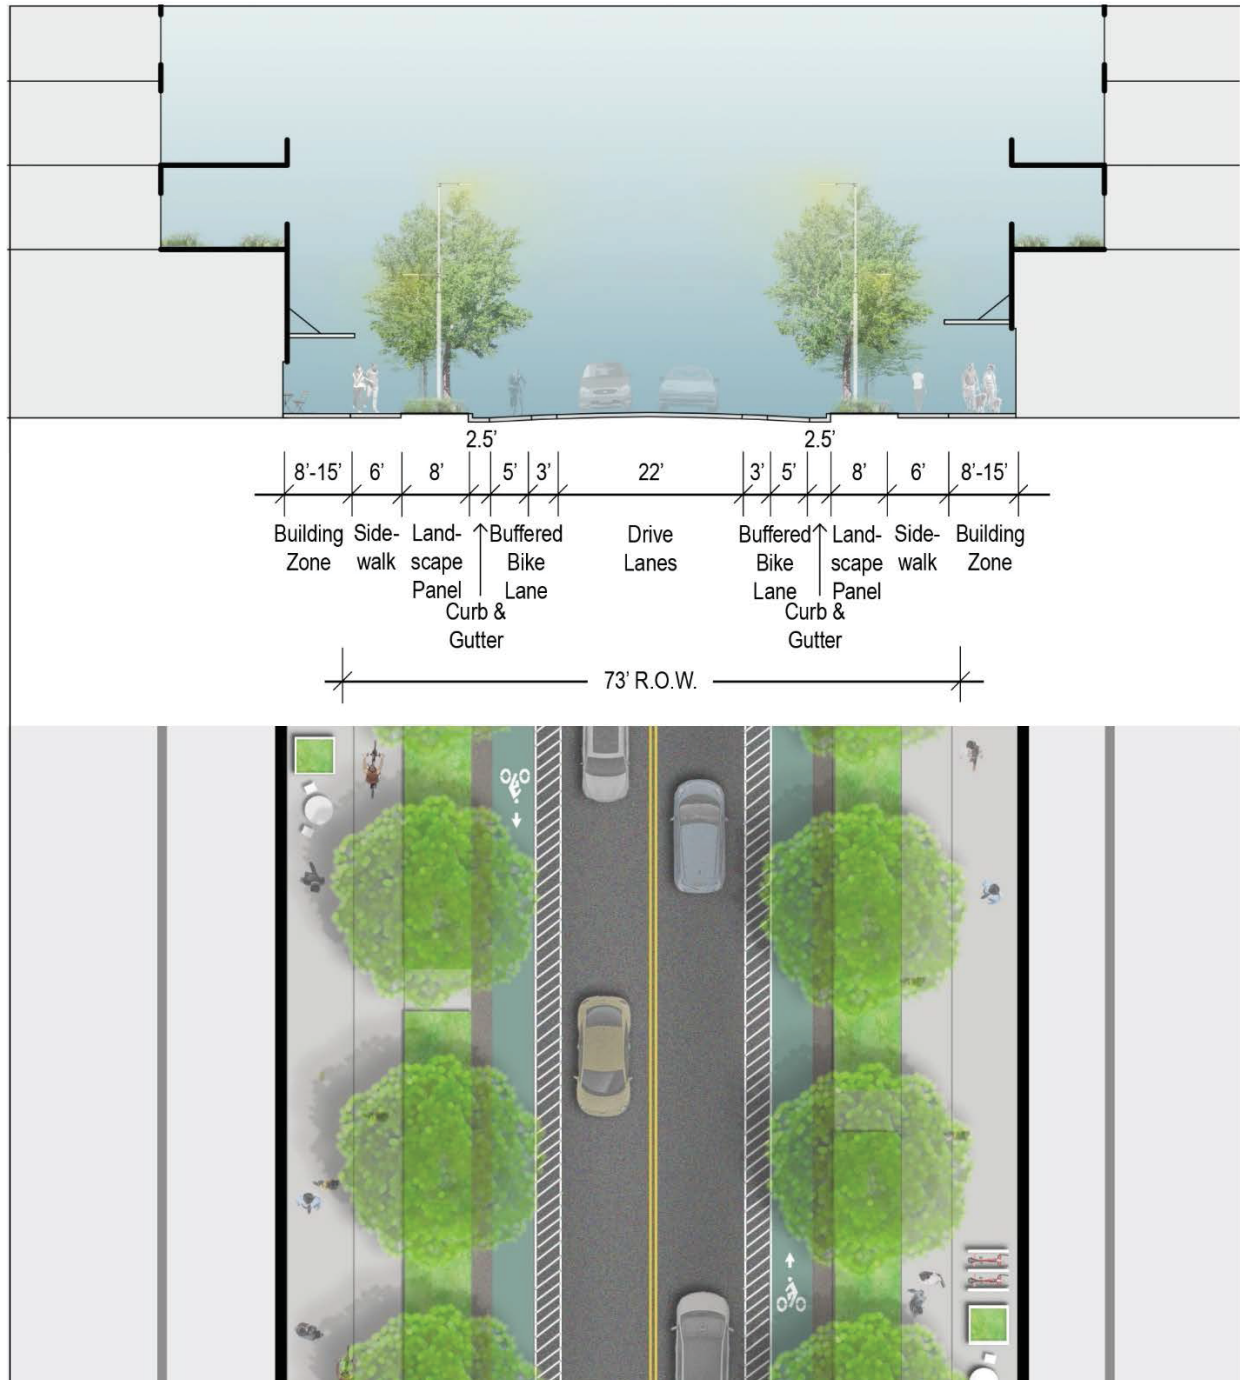 2.5’ 2.5’
8’-15’ 6’ 8’ 5’ 3’ 22’ 3’ 5’ 8’ 6’ 8’-15’
Building Side- Land- Buffered Drive Buffered Land- Side- Building
Zone walk scape Bike Lanes Bike scape walk Zone
Panel Lane Lane Panel
Curb & Curb &
Gutter Gutter
73’ R.O.W.